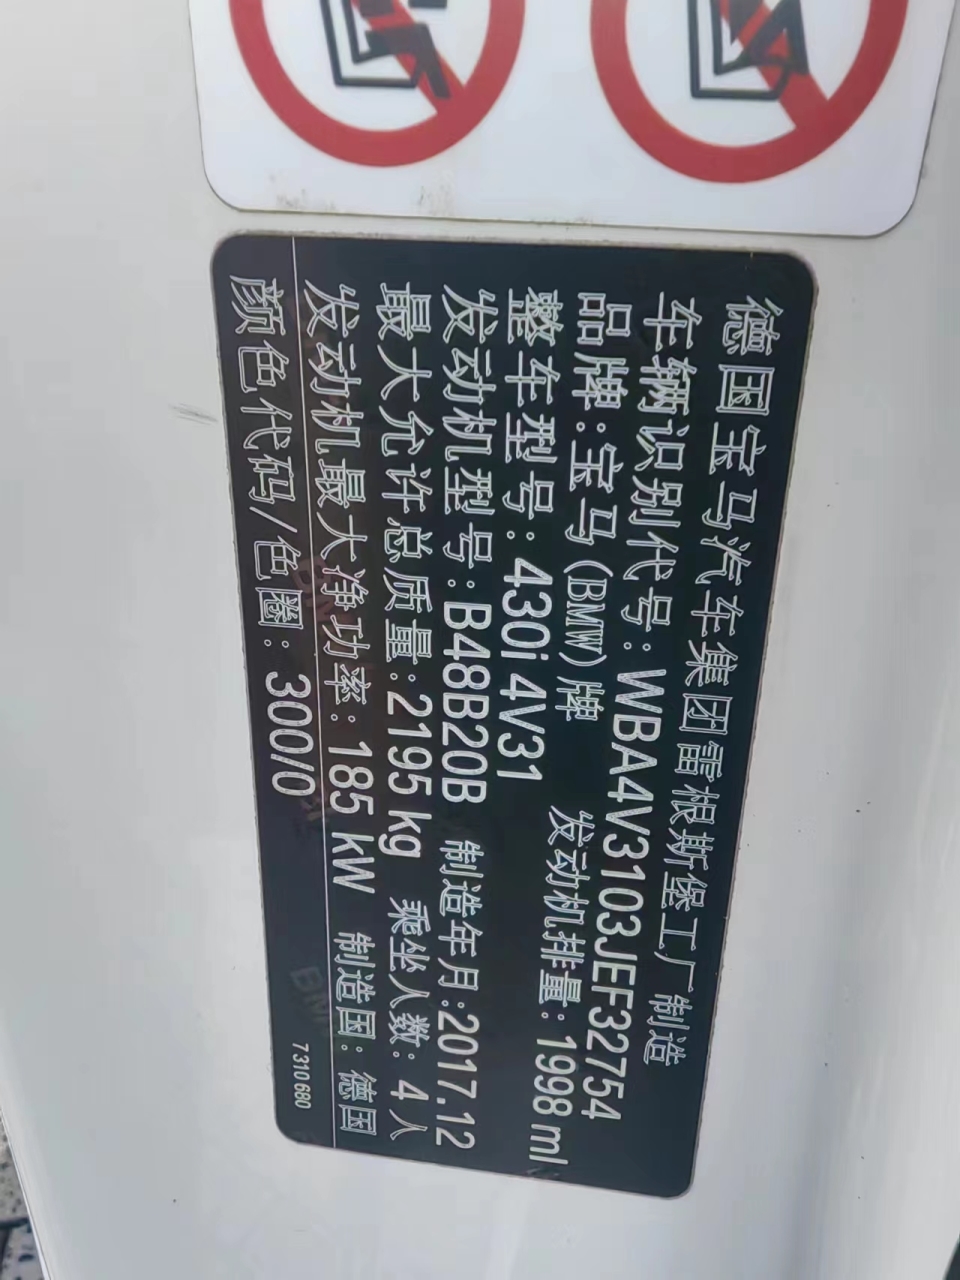 德国宝马汽车集团雷根斯堡工厂制造
车辆识别代号:WBA4V3103JEF32754
品牌:宝马(BMW)牌 发动机排量:1998 ml
整车型号:430i 4V31
发动机型号:B48B20B 制造年月:2017.12
最大允许总质量:2195 kg 乘坐人数:4人
发动机最大净功率:185 kW 制造国:德国
颜色代码/色圈:300/0
7310 680